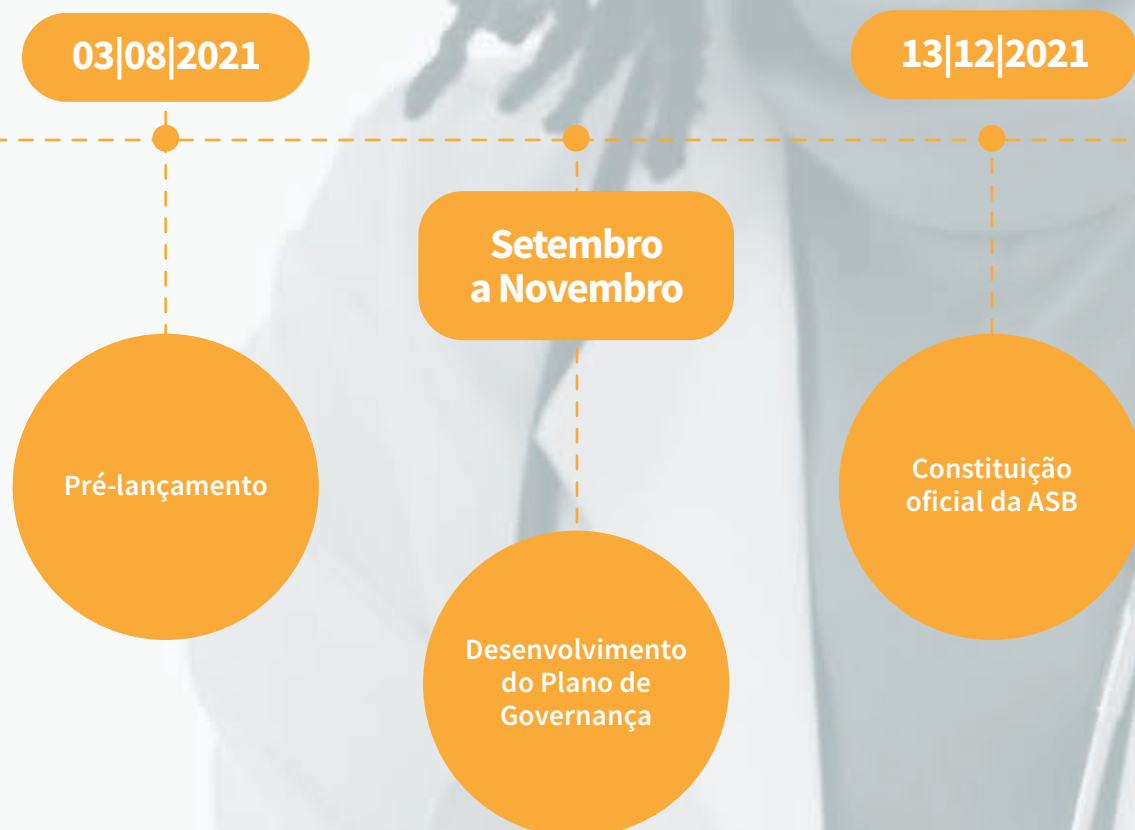 03|08|2021
Pré-lançamento
Setembro
a Novembro
Desenvolvimento
do Plano de
Governança
13|12|2021
Constituição
oficial da ASB